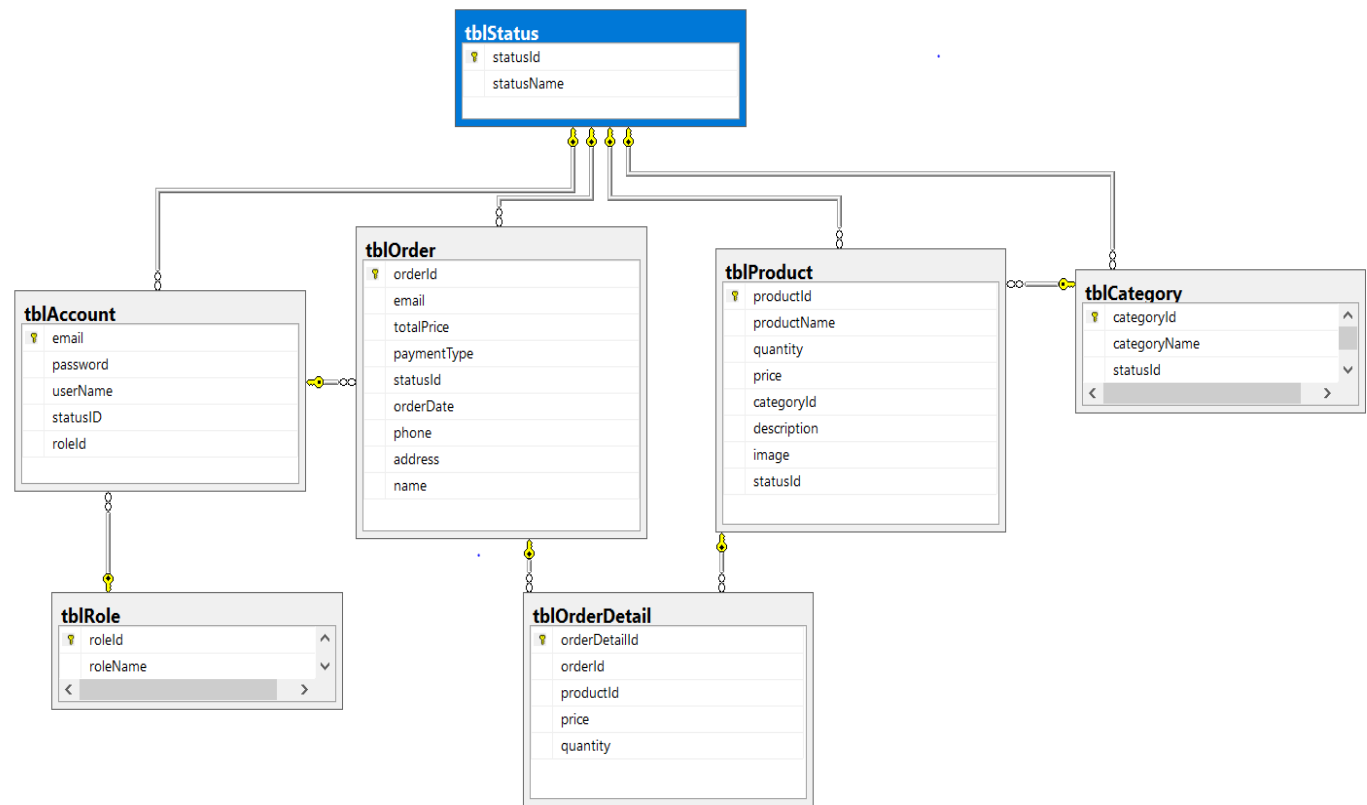 tblStatus
statusId
statusName
tblOrder
orderId
email
totalPrice
paymentType
statusId
orderDate
phone
address
name
tblProduct
productId
productName
quantity
price
categoryId
description
image
statusId
tblCategory
categoryId
categoryName
statusId
tblAccount
email
password
userName
statusID
roleId
tblRole
roleId
roleName
tblOrderDetail
orderDetailId
orderId
productId
price
quantity